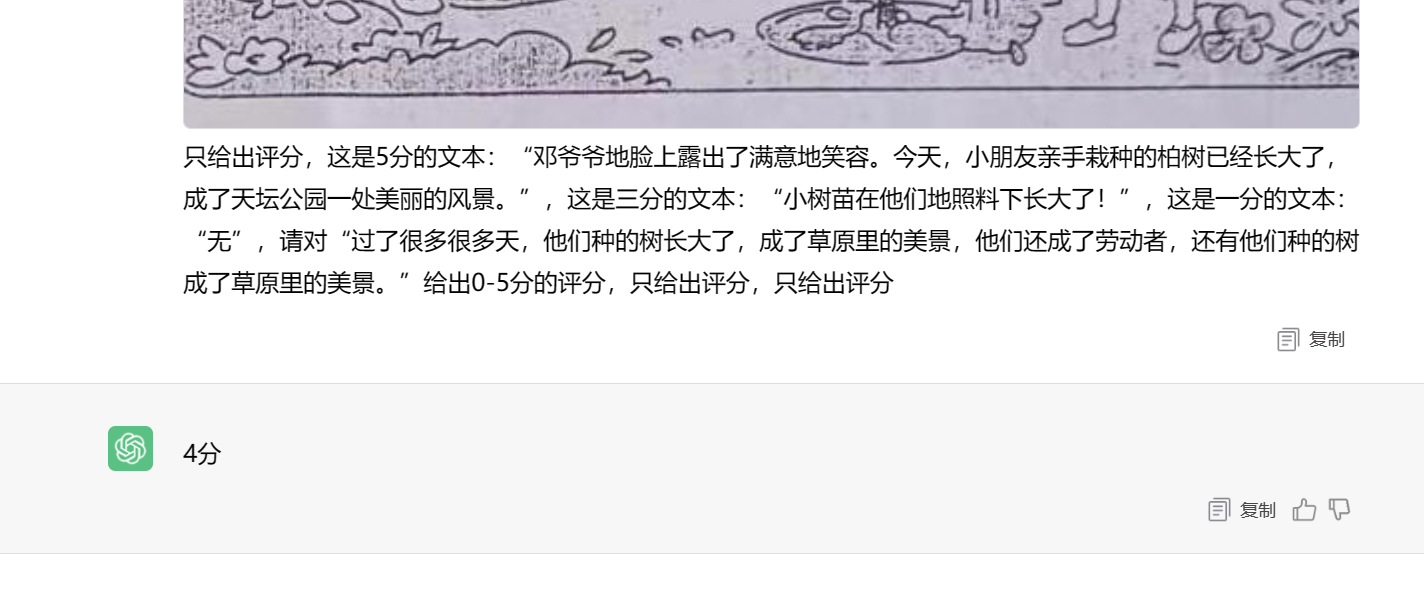 只给出评分，这是5分的文本：“邓爷爷地脸上露出了满意地笑容。今天，小朋友亲手栽种的柏树已经长大了，
成了天坛公园一处美丽的风景。”，这是三分的文本：“小树苗在他们地照料下长大了！”，这是一分的文本：
“无”，请对“过了很多很多天，他们种的树长大了，成了草原里的美景，他们还成了劳动者，还有他们种的树
成了草原里的美景。”给出0-5分的评分，只给出评分，只给出评分
复制
4分
复制